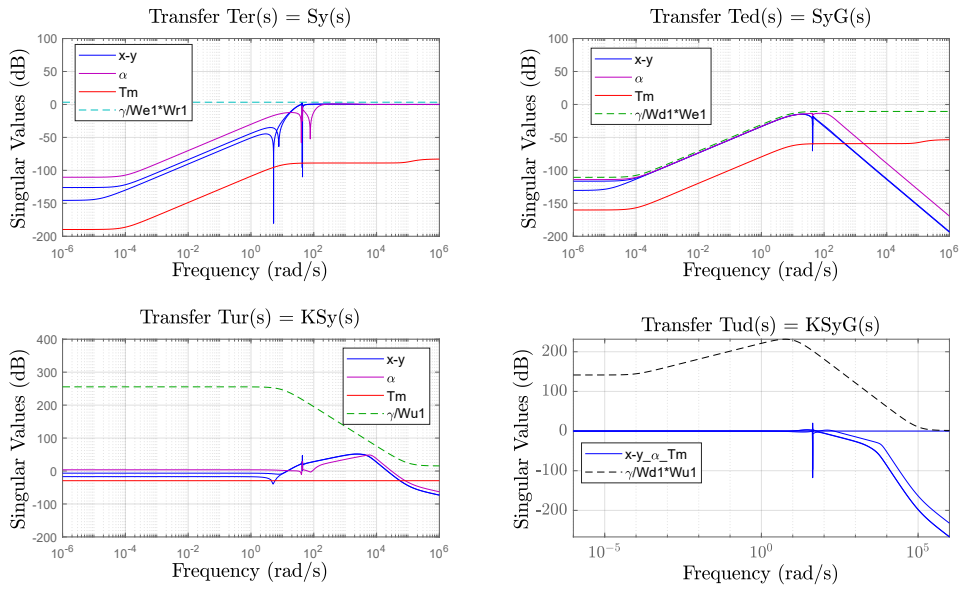 Transfer Ter(s) = Sy(s)
Singular Values (dB)
100
50
0
-50
-100
-150
-200
x-y
α
Tm
γ/We1*Wr1
10^-6 10^-4 10^-2 10^0 10^2 10^4 10^6
Frequency (rad/s)
Transfer Ted(s) = SyG(s)
Singular Values (dB)
100
50
0
-50
-100
-150
-200
x-y
α
Tm
γ/Wd1*We1
10^-6 10^-4 10^-2 10^0 10^2 10^4 10^6
Frequency (rad/s)
Transfer Tur(s) = KSy(s)
Singular Values (dB)
400
300
200
100
0
-100
-200
x-y
α
Tm
γ/Wu1
10^-6 10^-4 10^-2 10^0 10^2 10^4 10^6
Frequency (rad/s)
Transfer Tud(s) = KSyG(s)
Singular Values (dB)
200
100
0
-100
-200
x-y_α_Tm
γ/Wd1*Wu1
10^-5 10^0 10^5
Frequency (rad/s)